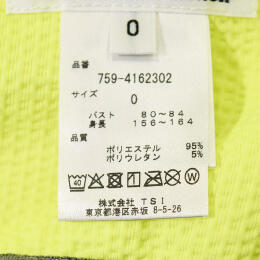 0
品番
759-4162302
サイズ
0
バスト 80~84
身長 156~164
品質
ポリエステル 95%
ポリウレタン 5%
40
株式会社 TSI
東京都港区赤坂 8-5-26